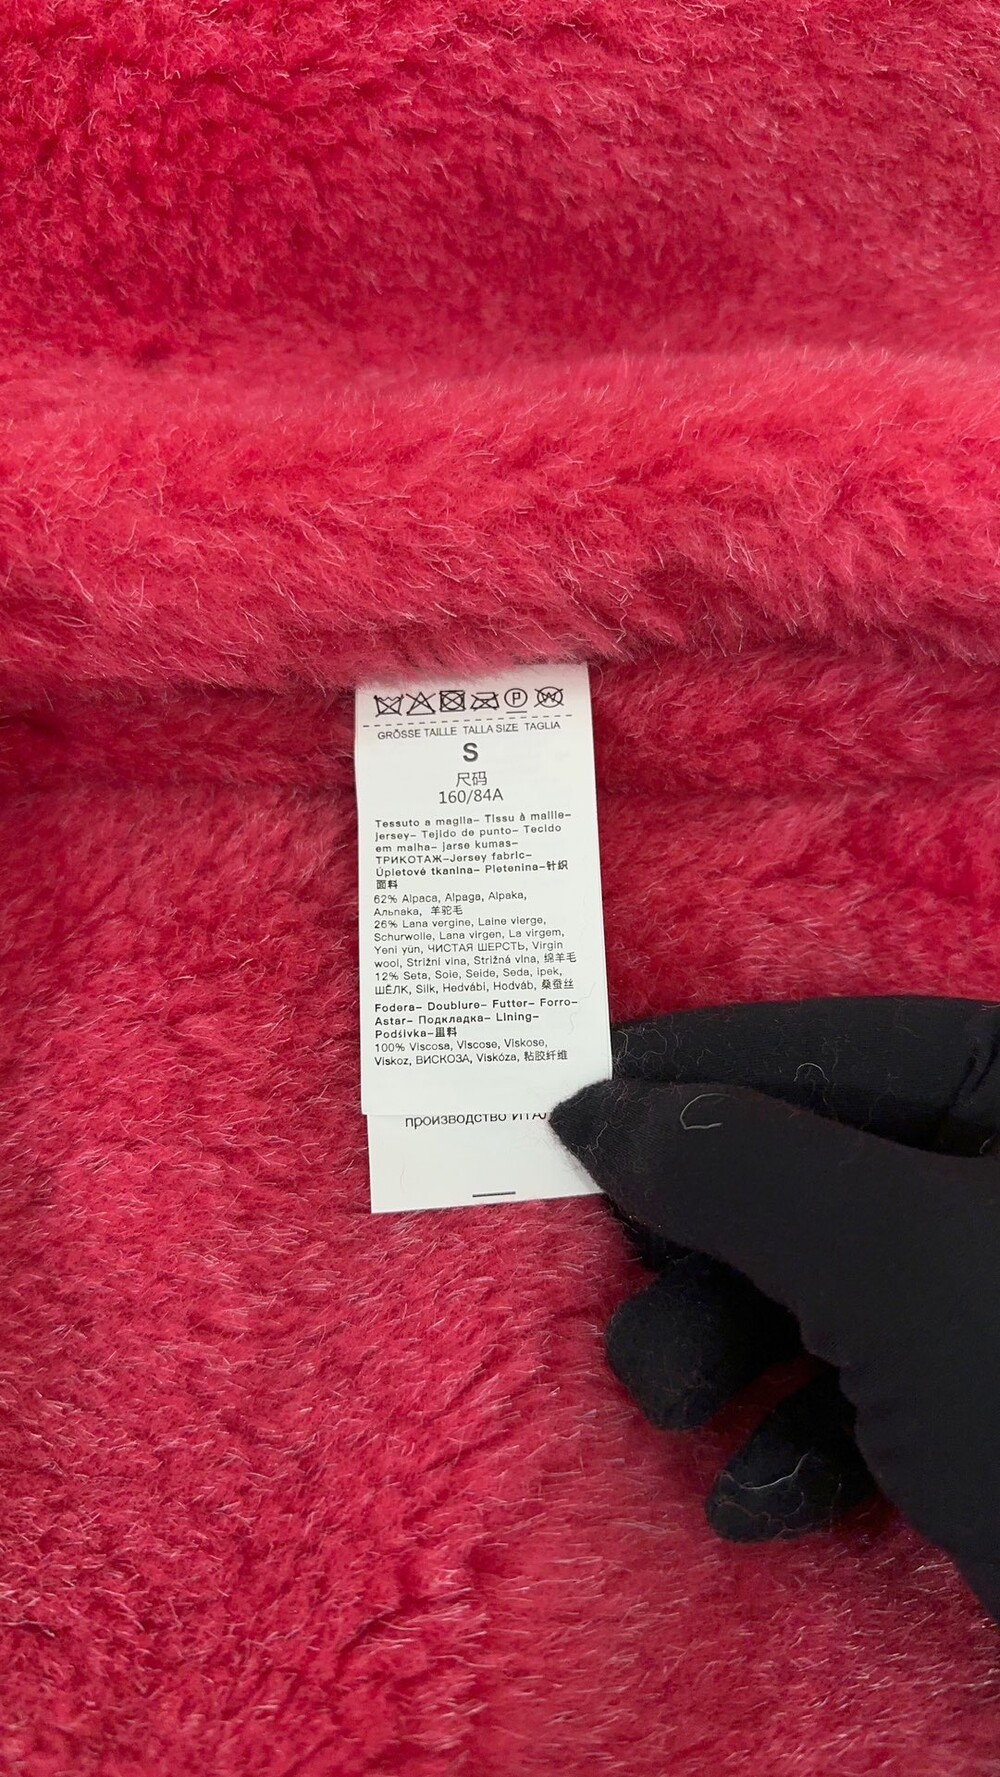 P W
GRÖSSE TAILLE TALLA SIZE TAGLIA
S
尺码
160/84A
Tessuto a maglia– Tissu à maille–
jersey– Tejido de punto– Tecido
em malha– jarse kumas–
ТРИКОТАЖ–Jersey fabric–
Úpletové tkanina– Pletenina–针织
面料
62% Alpaca, Alpaga, Alpaka,
Альпака, 羊驼毛
26% Lana vergine, Laine vierge,
Schurwolle, Lana virgen, La virgem,
Yeni yün, ЧИСТАЯ ШЕРСТЬ, Virgin
wool, Strižni vlna, Strižná vlna, 绵羊毛
12% Seta, Soie, Seide, Seda, ipek,
ШЁЛК, Silk, Hedvábi, Hodváb, 桑蚕丝
Fodera– Doublure– Futter– Forro–
Astar– Подкладка– Lining–
Podšivka–里料
100% Viscosa, Viscose, Viskose,
Viskoz, ВИСКОЗА, Viskóza, 粘胶纤维
производство